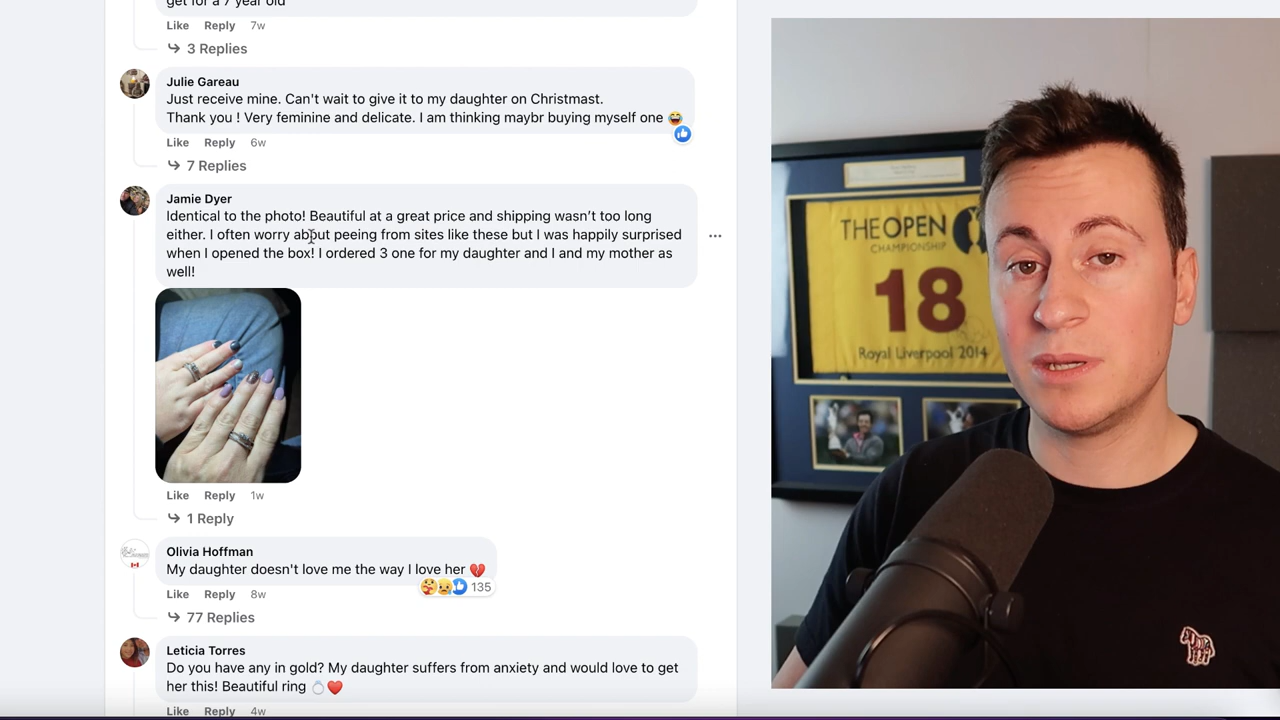 get for a 7 year old
Like Reply 7w
3 Replies
Julie Gareau
Just receive mine. Can't wait to give it to my daughter on Christmast.
Thank you ! Very feminine and delicate. I am thinking maybr buying myself one 😂
Like Reply 6w
7 Replies
Jamie Dyer
Identical to the photo! Beautiful at a great price and shipping wasn’t too long
either. I often worry about peeing from sites like these but I was happily surprised
when I opened the box! I ordered 3 one for my daughter and I and my mother as
well!
Like Reply 1w
1 Reply
Olivia Hoffman
My daughter doesn't love me the way I love her 💔
135
Like Reply 8w
77 Replies
Leticia Torres
Do you have any in gold? My daughter suffers from anxiety and would love to get
her this! Beautiful ring 💍❤️
Like Reply 4w
THE OPEN
CHAMPIONSHIP
18
Royal Liverpool 2014